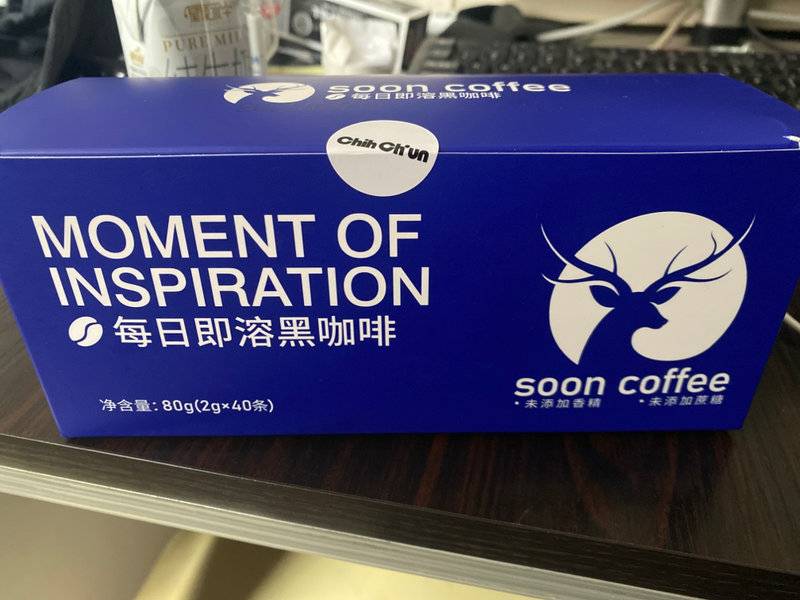 PURE MIL
soon coffee
每日即溶黑咖啡
Chih Ch'un
MOMENT OF
INSPIRATION
每日即溶黑咖啡
净含量: 80g(2g×40条)
soon coffee
·未添加香精 ·未添加蔗糖